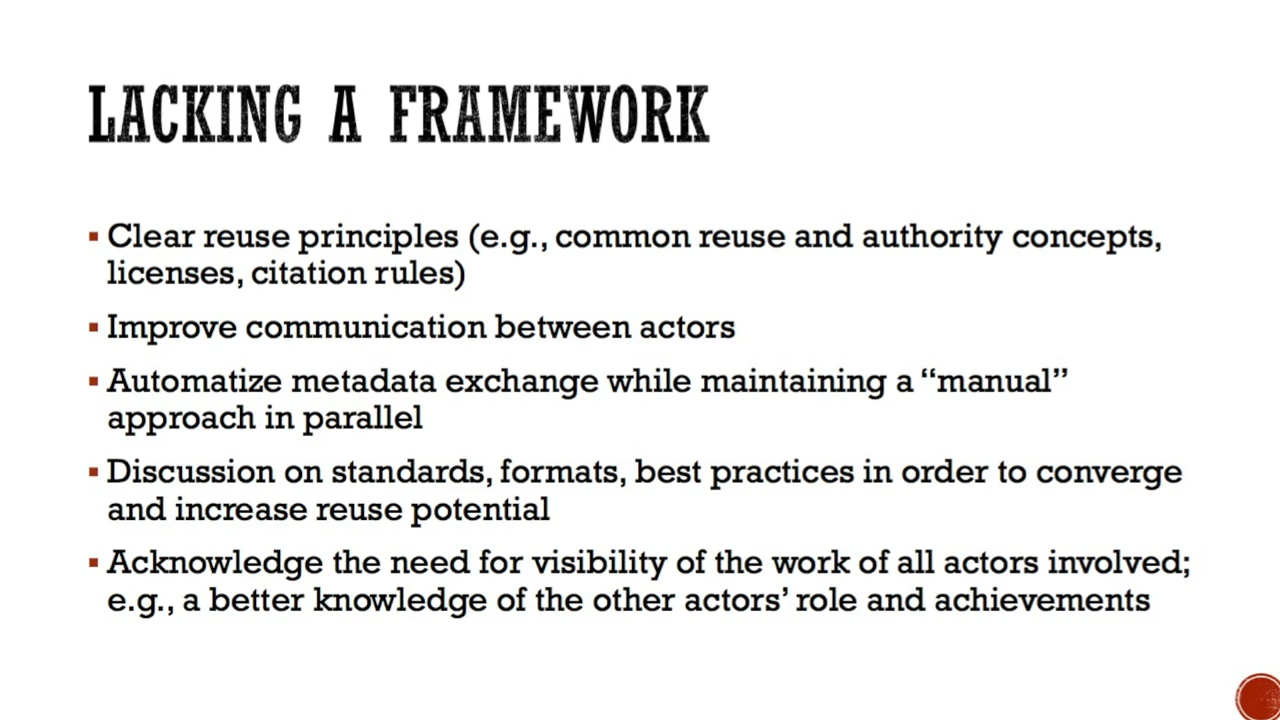 LACKING A FRAMEWORK
▪ Clear reuse principles (e.g., common reuse and authority concepts,
licenses, citation rules)
▪ Improve communication between actors
▪ Automatize metadata exchange while maintaining a “manual”
approach in parallel
▪ Discussion on standards, formats, best practices in order to converge
and increase reuse potential
▪ Acknowledge the need for visibility of the work of all actors involved;
e.g., a better knowledge of the other actors’ role and achievements